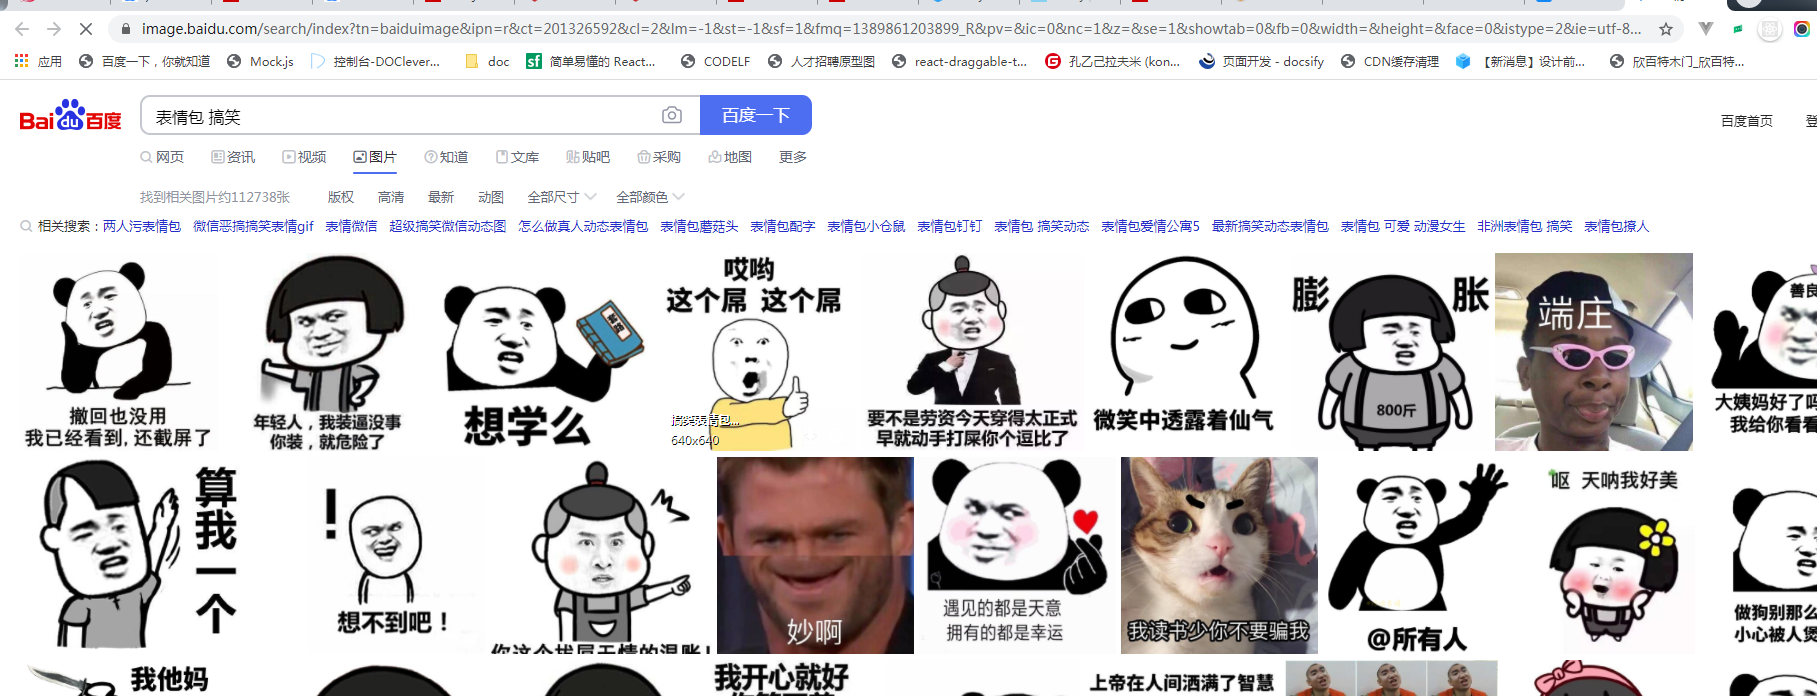 image.baidu.com/search/index?tn=baiduimage&ipn=r&ct=201326592&cl=2&lm=-1&st=-1&sf=1&fmq=1389861203899_R&pv=&ic=0&nc=1&z=&se=1&showtab=0&fb=0&width=&height=&face=0&istype=2&ie=utf-8...
应用 百度一下，你就知道 Mock.js 控制台-DOClever... doc 简单易懂的 React... CODELF 人才招聘原型图 react-draggable-t... 孔乙己拉夫米 (kon... 页面开发 - docsify CDN缓存清理 【新消息】设计前... 欣百特木门_欣百特...
Bai du 百度 表情包 搞笑 百度一下 百度首页 登
网页 资讯 视频 图片 知道 文库 贴吧 采购 地图 更多
找到相关图片约112738张 版权 高清 最新 动图 全部尺寸 全部颜色
相关搜索：两人污表情包 微信恶搞搞笑表情gif 表情微信 超级搞笑微信动态图 怎么做真人动态表情包 表情包蘑菇头 表情包配字 表情包小仓鼠 表情包钉钉 表情包 搞笑动态 表情包爱情公寓5 最新搞笑动态表情包 表情包 可爱 动漫女生 非洲表情包 搞笑 表情包撩人
撤回也没用
我已经看到,还截屏了
年轻人，我装逼没事
你装，就危险了
想学么
哎哟
这个屌 这个屌
搞笑表情包...
640x640
要不是劳资今天穿得太正式
早就动手打屎你个逗比了
微笑中透露着仙气
膨 胀
800斤
端庄
善良
大姨妈好了吗
我给你看看
算我一个
!
想不到吧！
你这个拔屌无情的混账!
妙啊
遇见的都是天意
拥有的都是幸运
我读书少你不要骗我
@所有人
呕 天呐我好美
做狗别那么
小心被人煲
我他妈
我开心就好
上帝在人间洒满了智慧